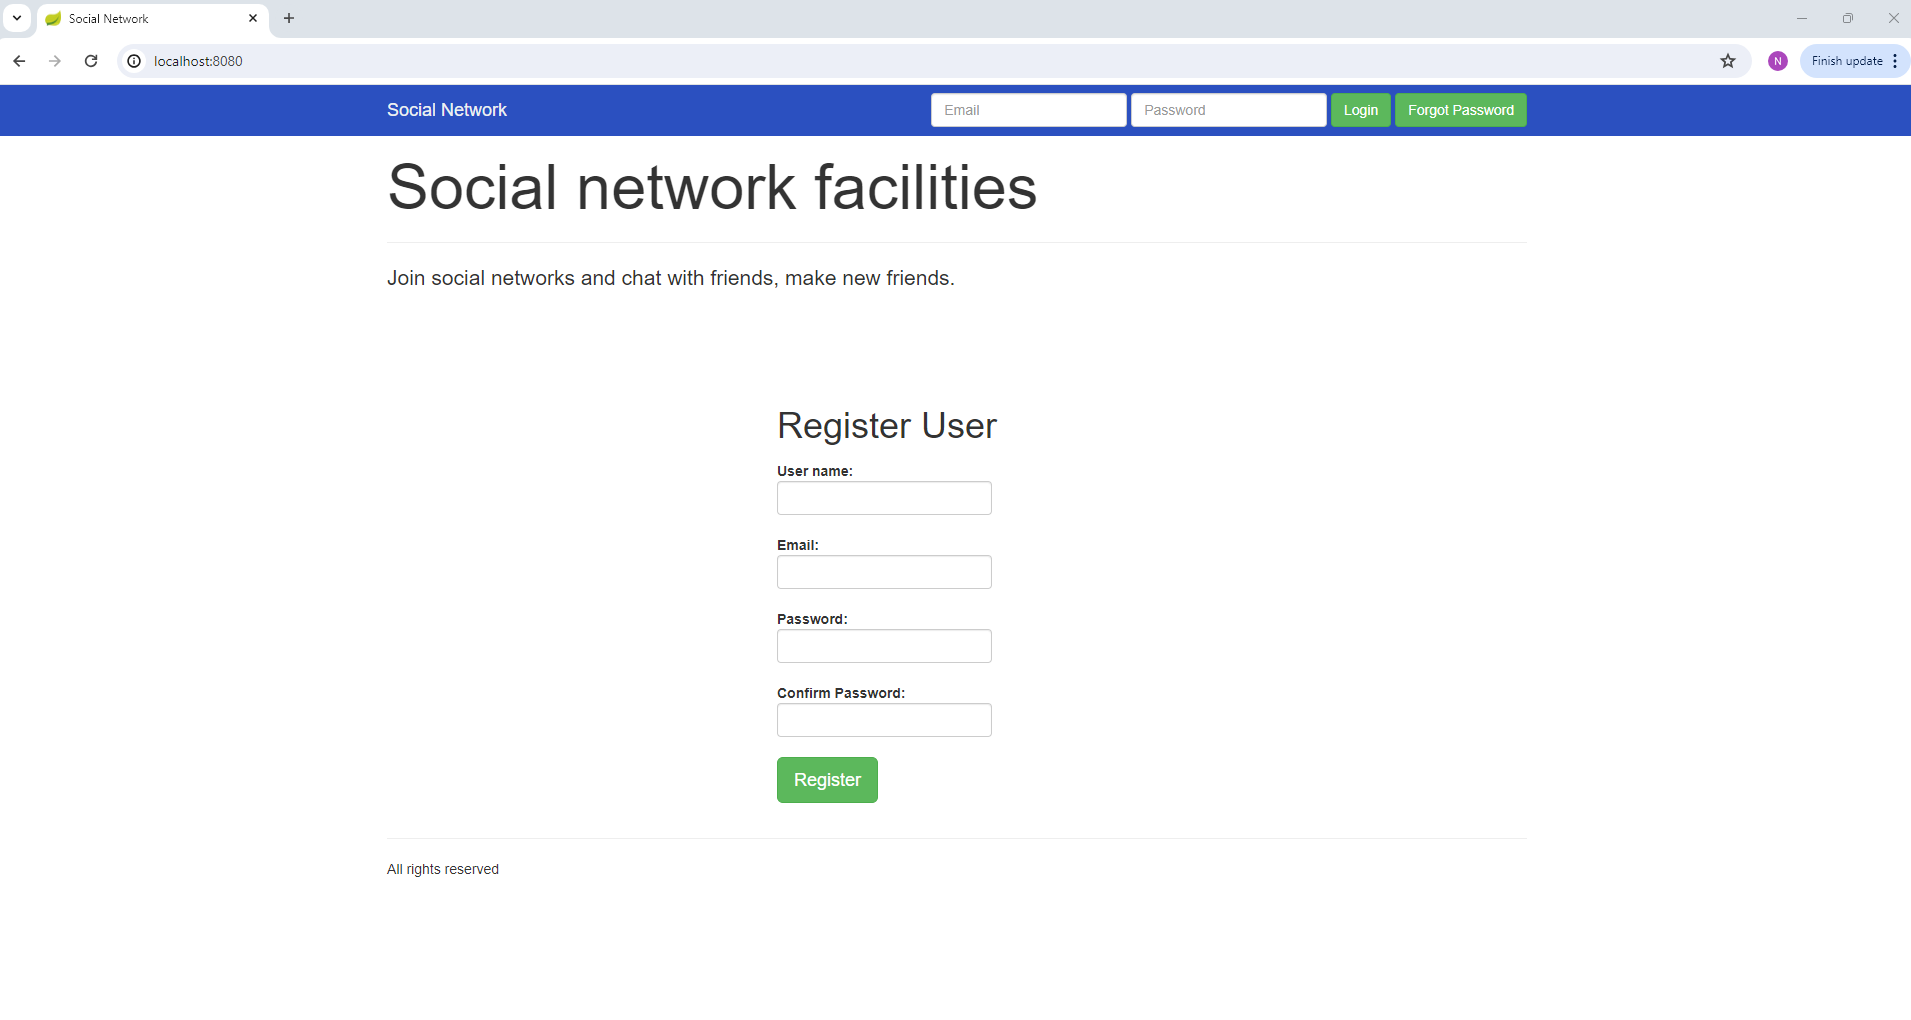 Social Network
localhost:8080
N
Finish update
Social Network
Email
Password
Login
Forgot Password
Social network facilities
Join social networks and chat with friends, make new friends.
Register User
User name:
Email:
Password:
Confirm Password:
Register
All rights reserved